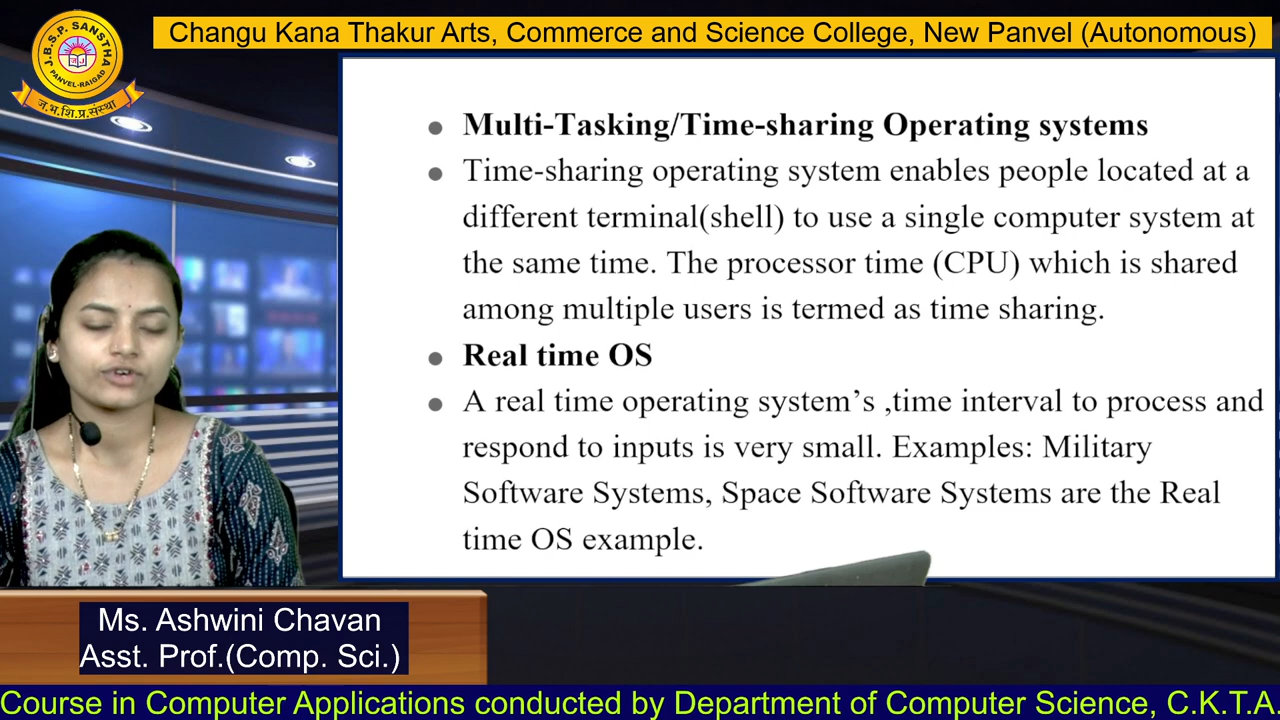 J.B.S.P. SANSTHA
PANVEL-RAIGAD
ज.भ.शि.प्र.संस्था
Changu Kana Thakur Arts, Commerce and Science College, New Panvel (Autonomous)
Multi-Tasking/Time-sharing Operating systems
Time-sharing operating system enables people located at a
different terminal(shell) to use a single computer system at
the same time. The processor time (CPU) which is shared
among multiple users is termed as time sharing.
Real time OS
A real time operating system’s ,time interval to process and
respond to inputs is very small. Examples: Military
Software Systems, Space Software Systems are the Real
time OS example.
Ms. Ashwini Chavan
Asst. Prof.(Comp. Sci.)
Course in Computer Applications conducted by Department of Computer Science, C.K.T.A.